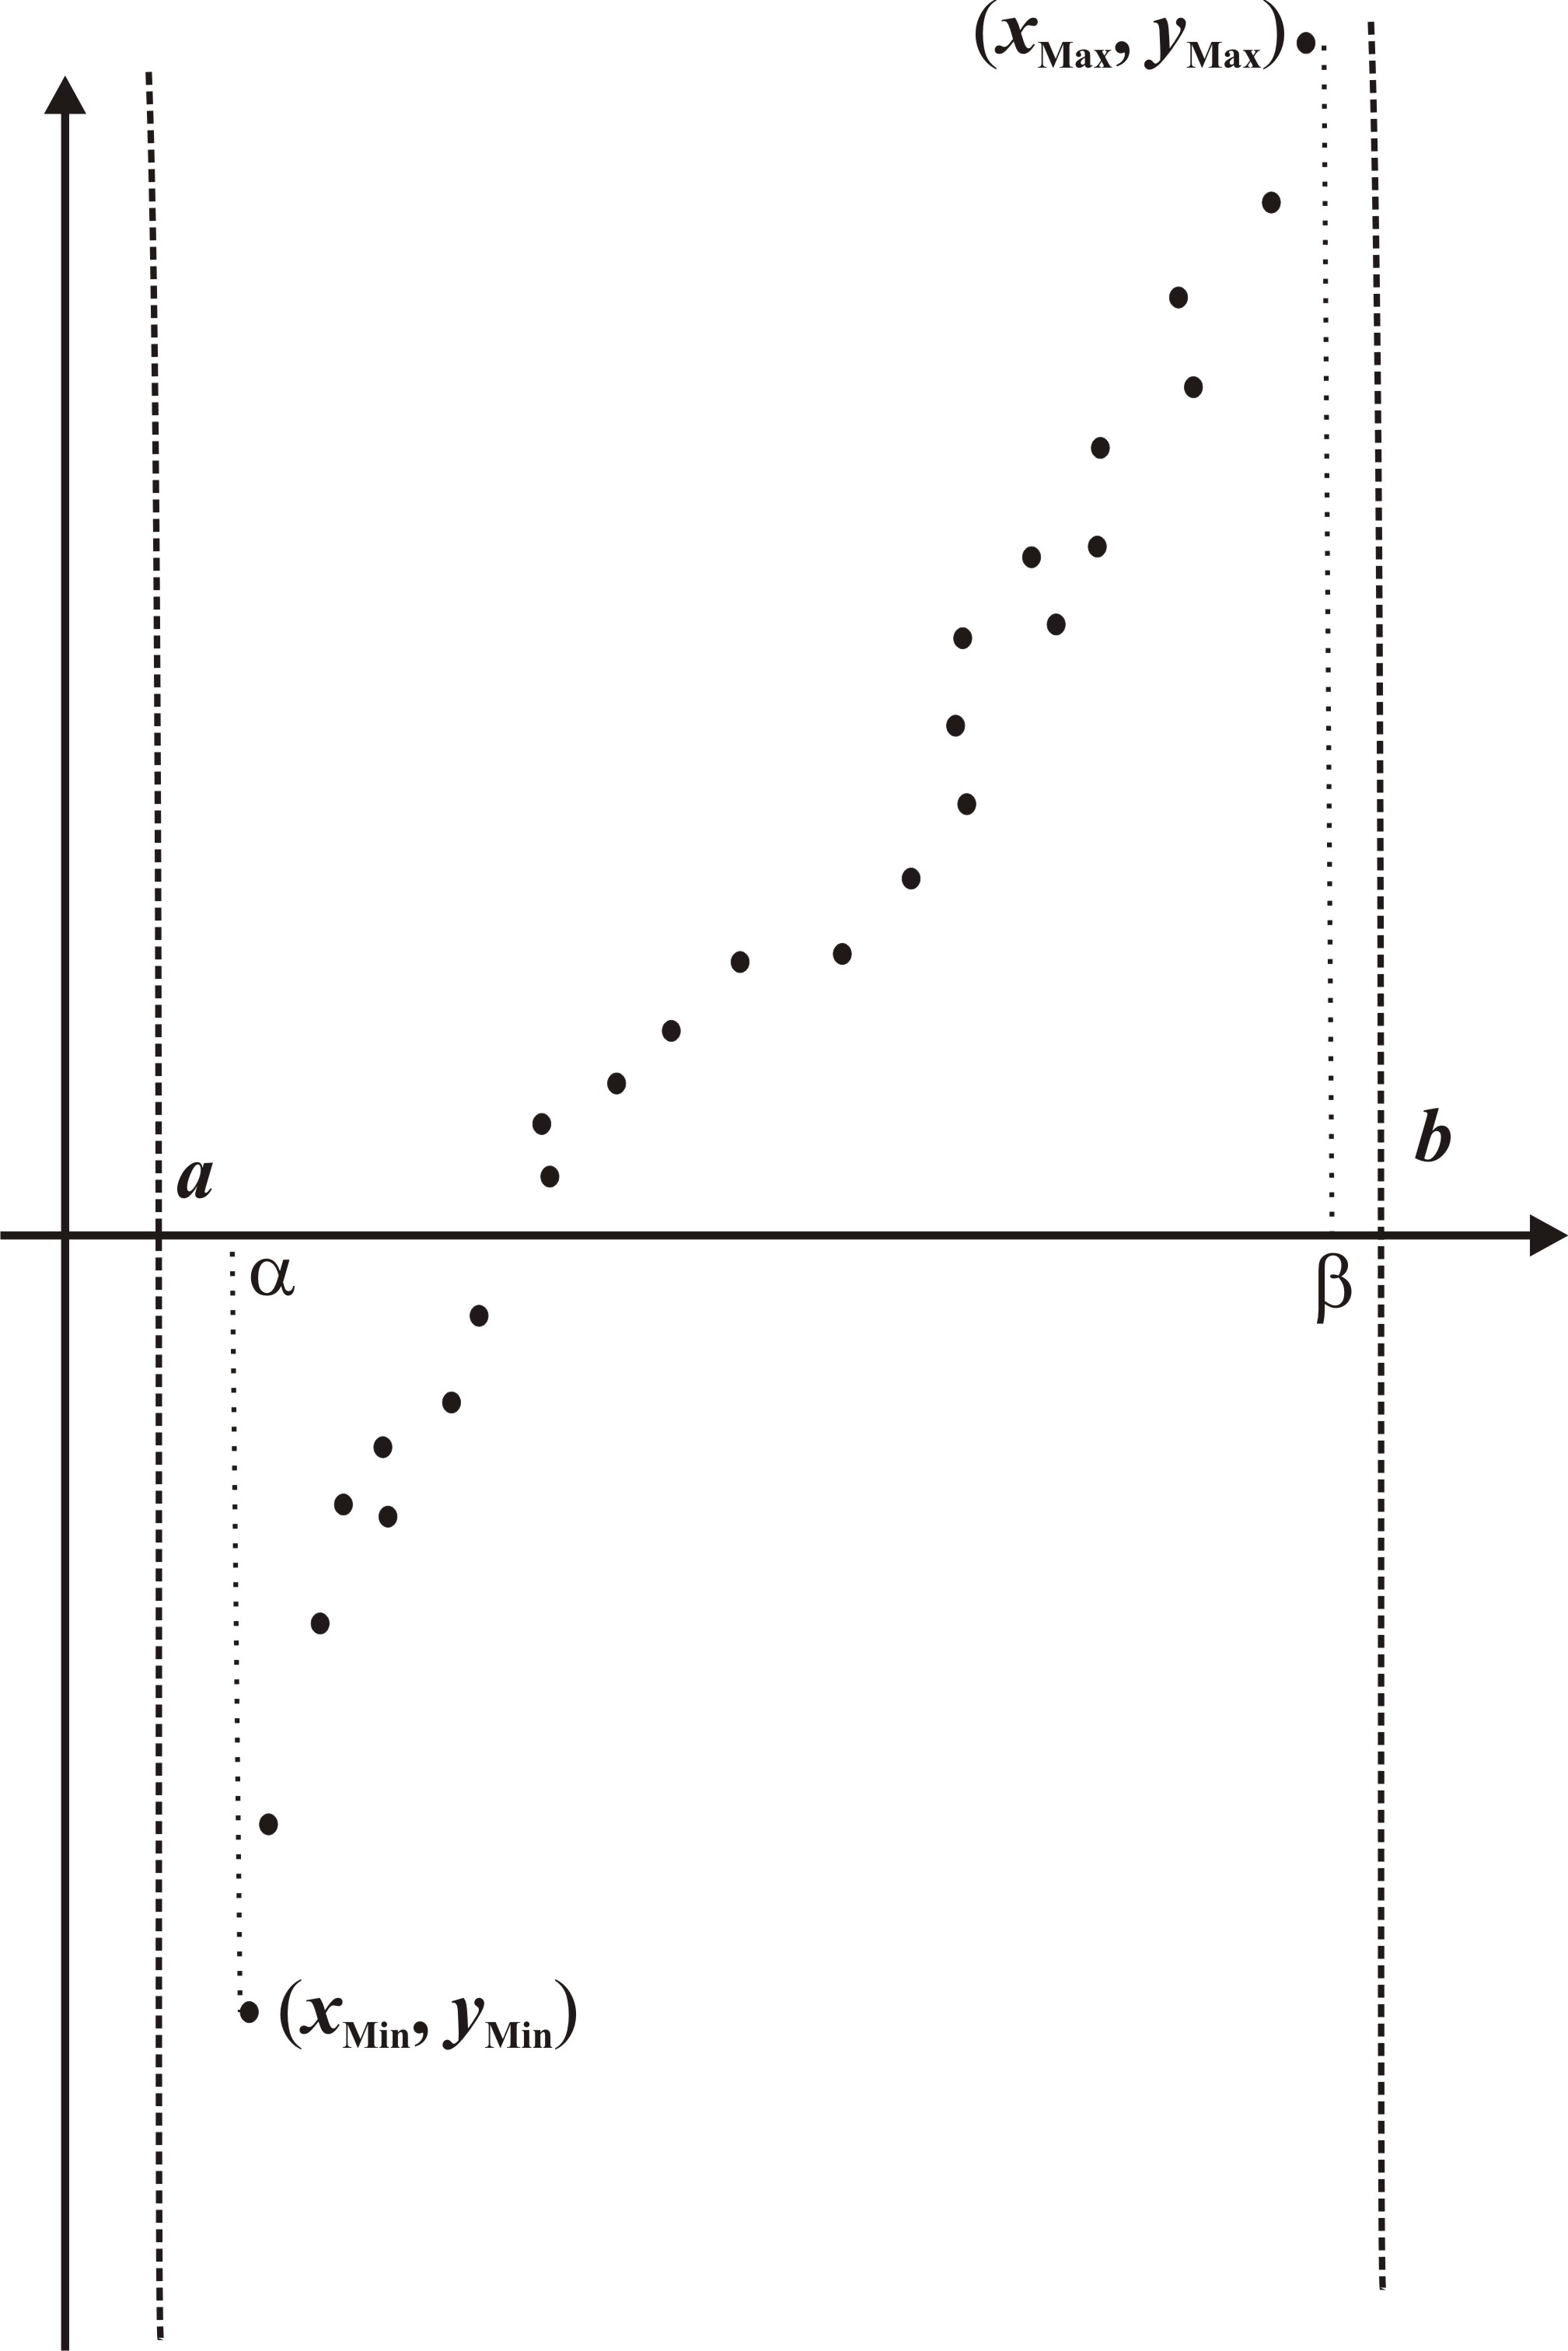 (xMax, yMax)
a
b
α
β
(xMin, yMin)